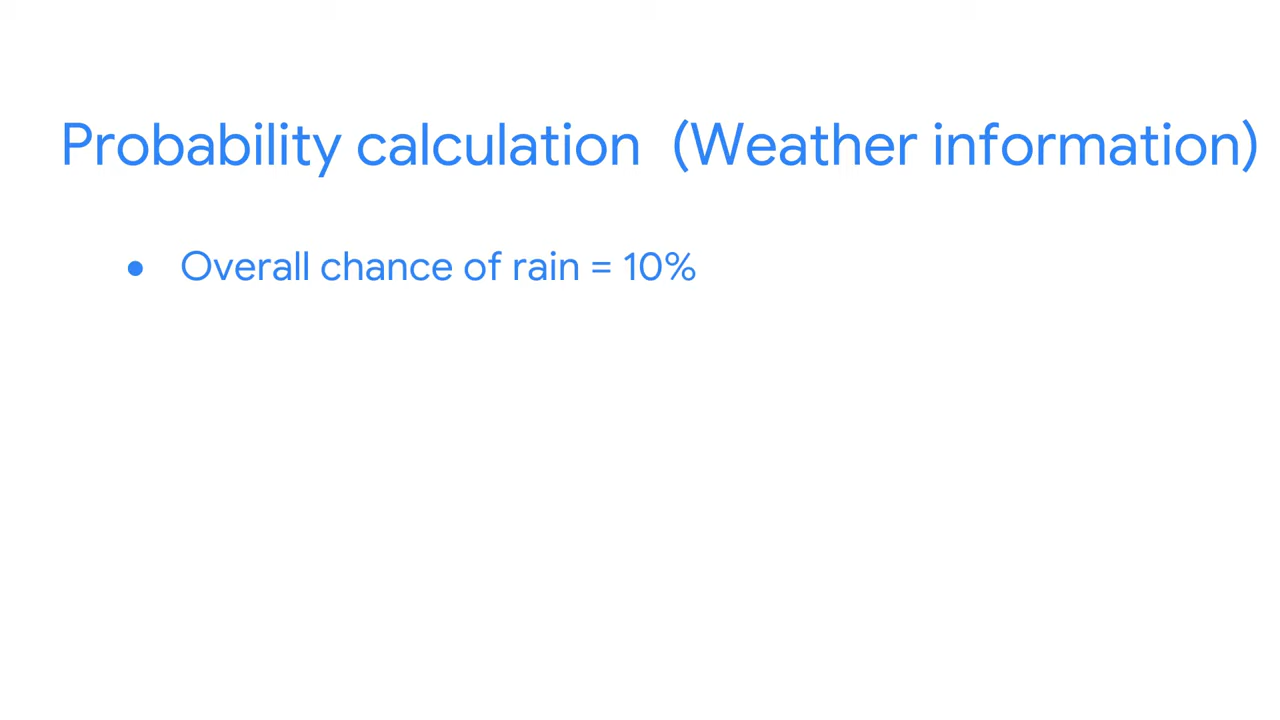 Probability calculation (Weather information)
● Overall chance of rain = 10%